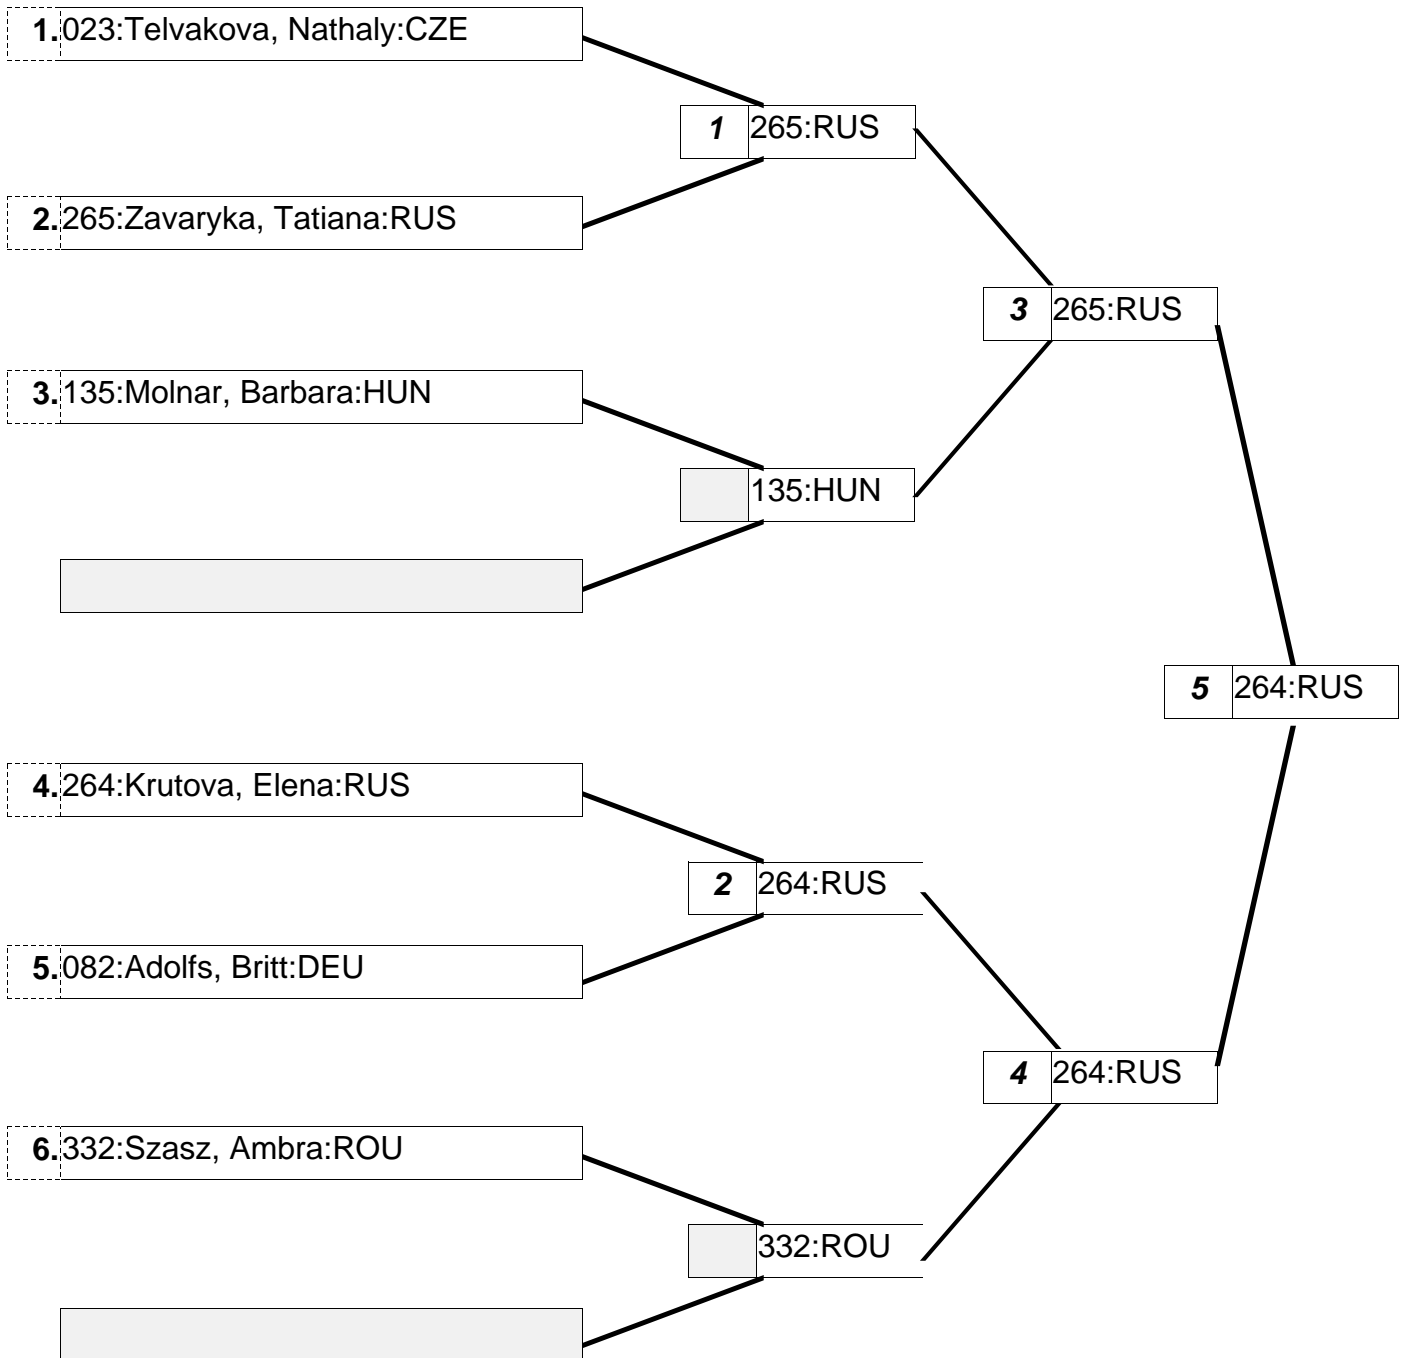 1. 023:Telvakova, Nathaly:CZE
1 265:RUS
2. 265:Zavaryka, Tatiana:RUS
3 265:RUS
3. 135:Molnar, Barbara:HUN
135:HUN
5 264:RUS
4. 264:Krutova, Elena:RUS
2 264:RUS
5. 082:Adolfs, Britt:DEU
4 264:RUS
6. 332:Szasz, Ambra:ROU
332:ROU